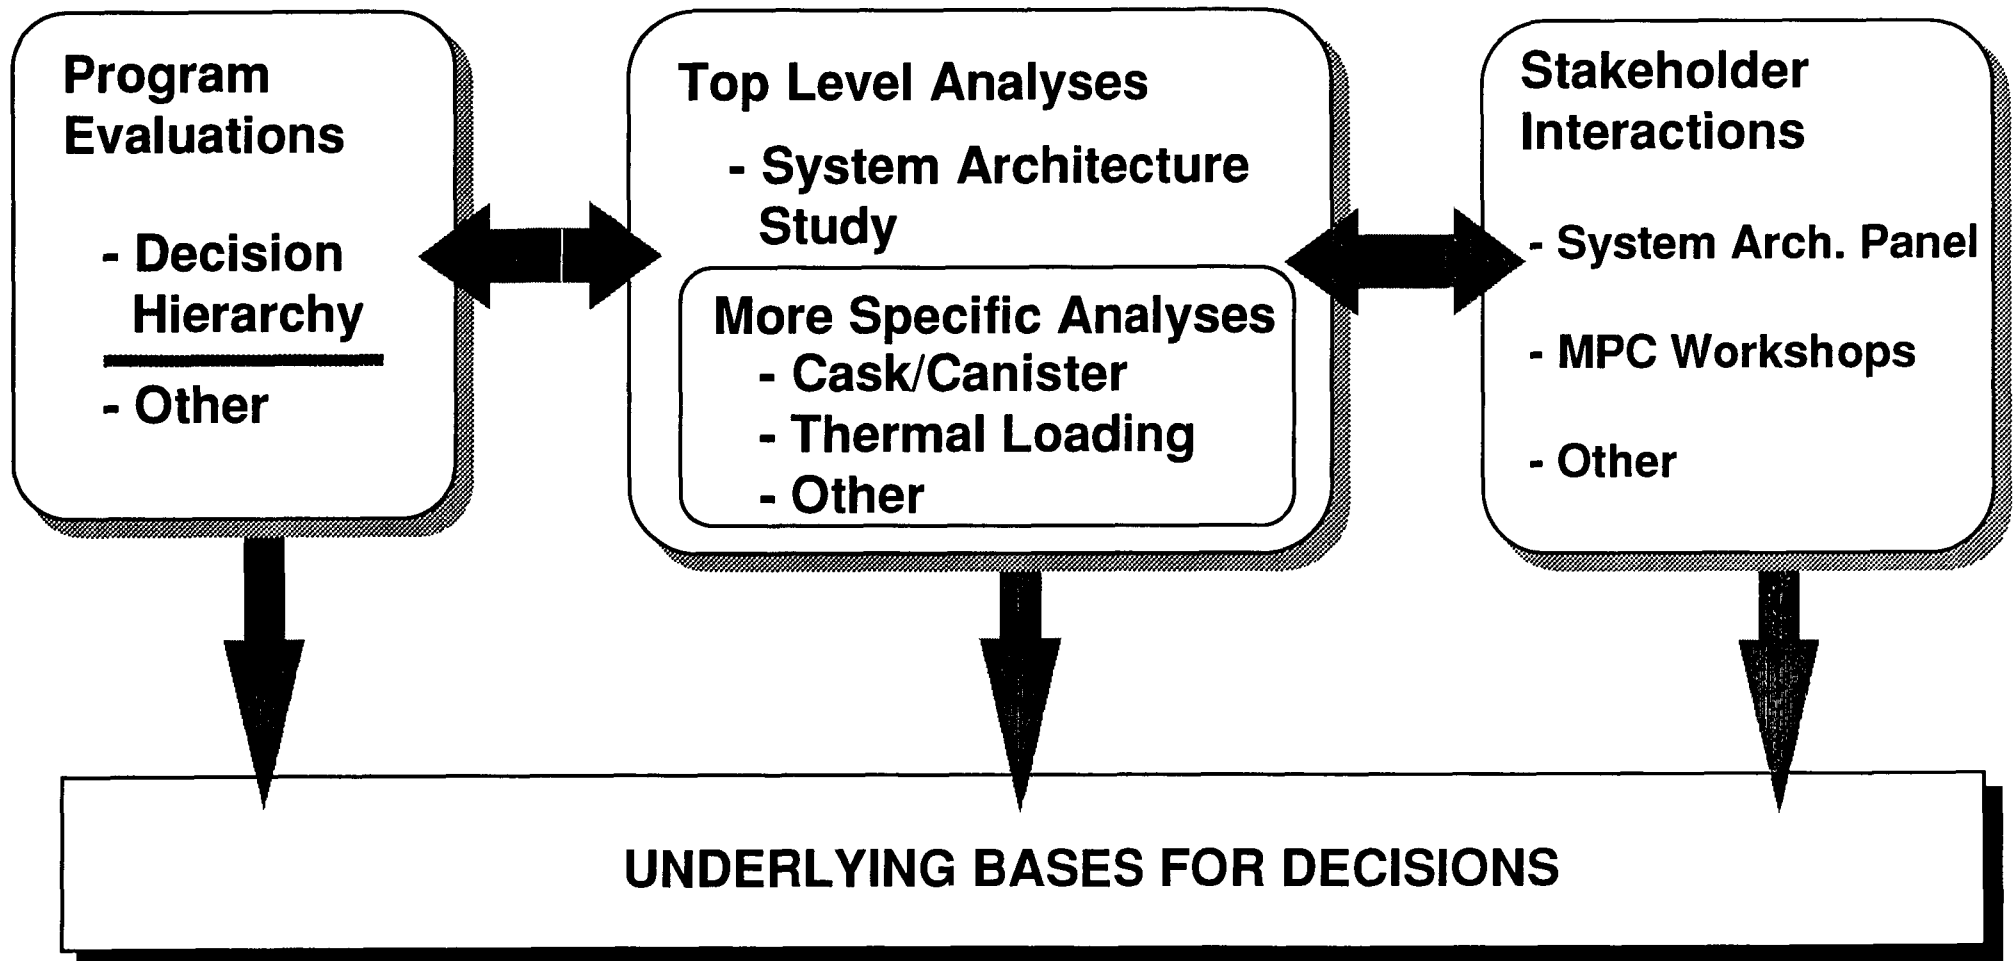 Program
Evaluations
- Decision
Hierarchy
- Other
Top Level Analyses
- System Architecture
Study
More Specific Analyses
- Cask/Canister
- Thermal Loading
- Other
Stakeholder
Interactions
- System Arch. Panel
- MPC Workshops
- Other
UNDERLYING BASES FOR DECISIONS